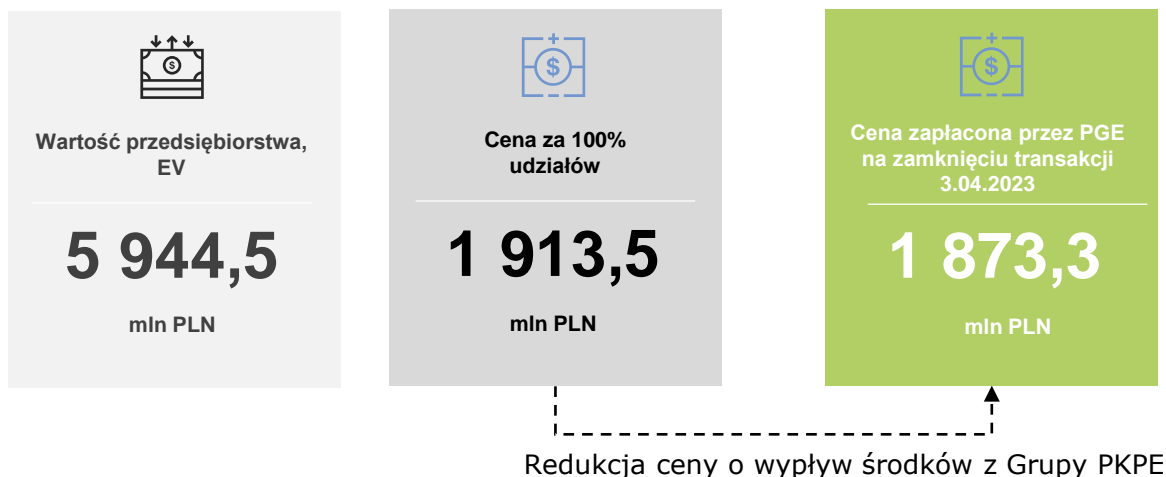 Wartość przedsiębiorstwa,
EV
5 944,5
mln PLN
Cena za 100%
udziałów
1 913,5
mln PLN
Cena zapłacona przez PGE
na zamknięciu transakcji
3.04.2023
1 873,3
mln PLN
Redukcja ceny o wypływ środków z Grupy PKPE